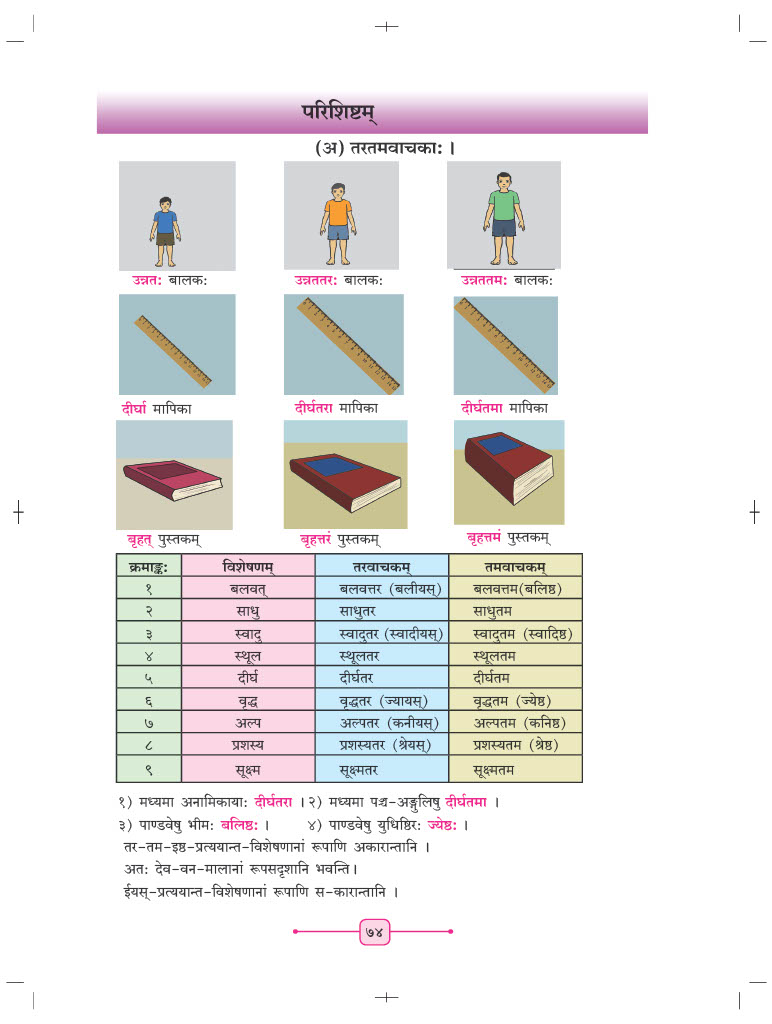 परिशिष्टम्
(अ) तरतमवाचकाः ।
उन्नतः बालकः उन्नततरः बालकः उन्नततमः बालकः
दीर्घा मापिका दीर्घतरा मापिका दीर्घतमा मापिका
बृहत् पुस्तकम् बृहत्तरं पुस्तकम् बृहत्तमं पुस्तकम्
क्रमाङ्कः विशेषणम् तरवाचकम् तमवाचकम्
१ बलवत् बलवत्तर (बलीयस्) बलवत्तम(बलिष्ठ)
२ साधु साधुतर साधुतम
३ स्वादु स्वादुतर (स्वादीयस्) स्वादुतम (स्वादिष्ठ)
४ स्थूल स्थूलतर स्थूलतम
५ दीर्घ दीर्घतर दीर्घतम
६ वृद्ध वृद्धतर (ज्यायस्) वृद्धतम (ज्येष्ठ)
७ अल्प अल्पतर (कनीयस्) अल्पतम (कनिष्ठ)
८ प्रशस्य प्रशस्यतर (श्रेयस्) प्रशस्यतम (श्रेष्ठ)
९ सूक्ष्म सूक्ष्मतर सूक्ष्मतम
१) मध्यमा अनामिकायाः दीर्घतरा । २) मध्यमा पञ्च-अङ्गुलिषु दीर्घतमा ।
३) पाण्डवेषु भीमः बलिष्ठः । ४) पाण्डवेषु युधिष्ठिरः ज्येष्ठः ।
तर-तम-इष्ठ-प्रत्ययान्त-विशेषणानां रूपाणि अकारान्तानि ।
अतः देव-वन-मालानां रूपसदृशानि भवन्ति।
ईयस्-प्रत्ययान्त-विशेषणानां रूपाणि स-कारान्तानि ।
७४